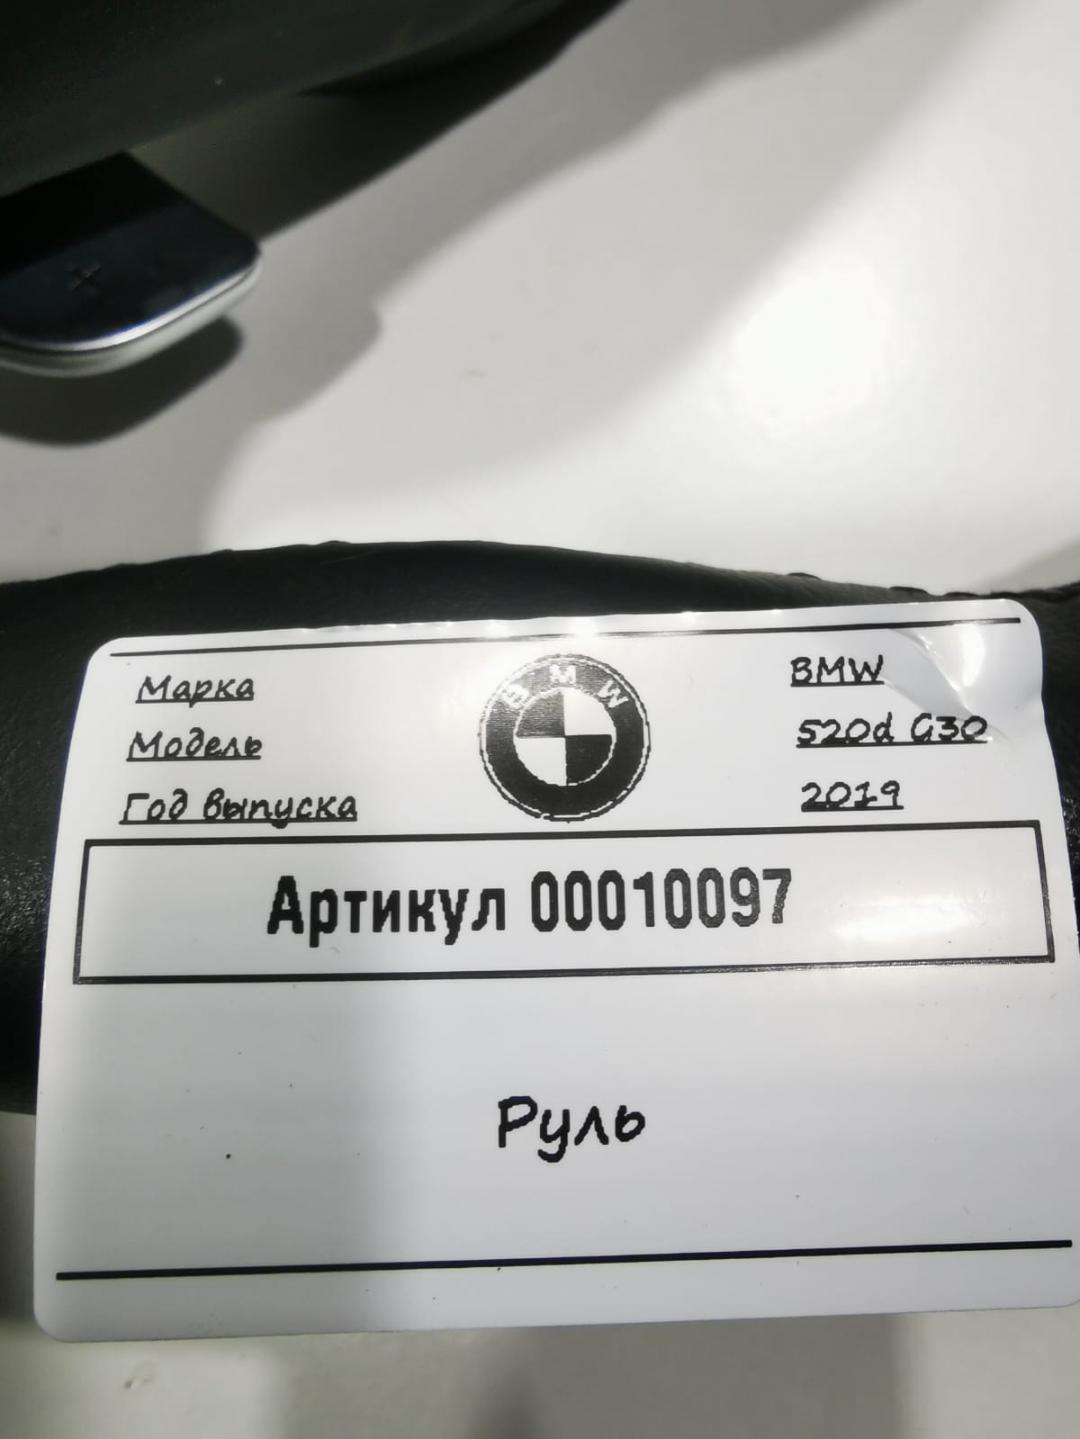 +
Марка BMW BMW
Модель 520d G30
Год выпуска 2019
Артикул 00010097
Руль